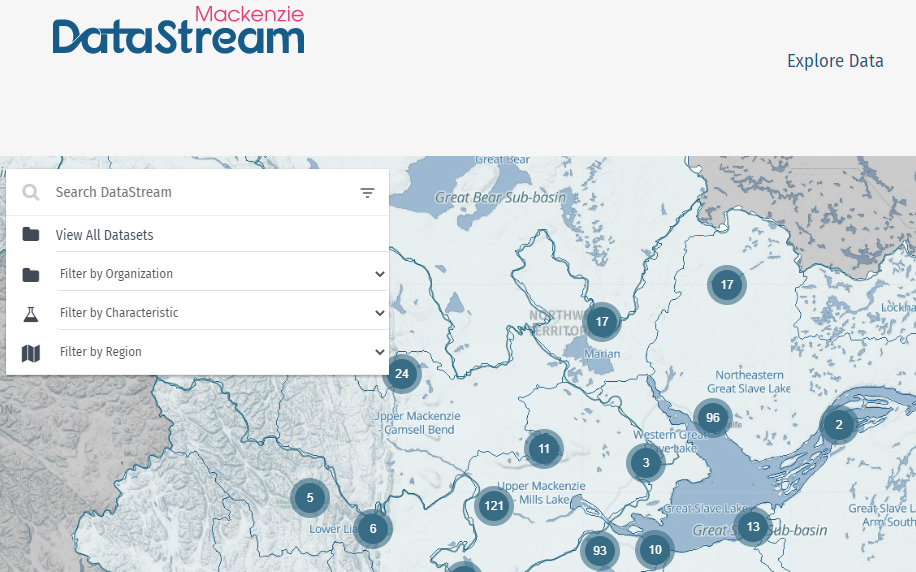 Mackenzie
DataStream
Explore Data
Search DataStream
View All Datasets
Filter by Organization
Filter by Characteristic
Filter by Region
Great Bear
Great Bear Sub-basin
17
17
Marian
24
Northeastern
Great Slave Lake
Upper Mackenzie
Camsell Bend
96
2
Western Great
11
3
Upper Mackenzie
- Mills Lake
5
121
6
Great Slave Lake
13
93
10